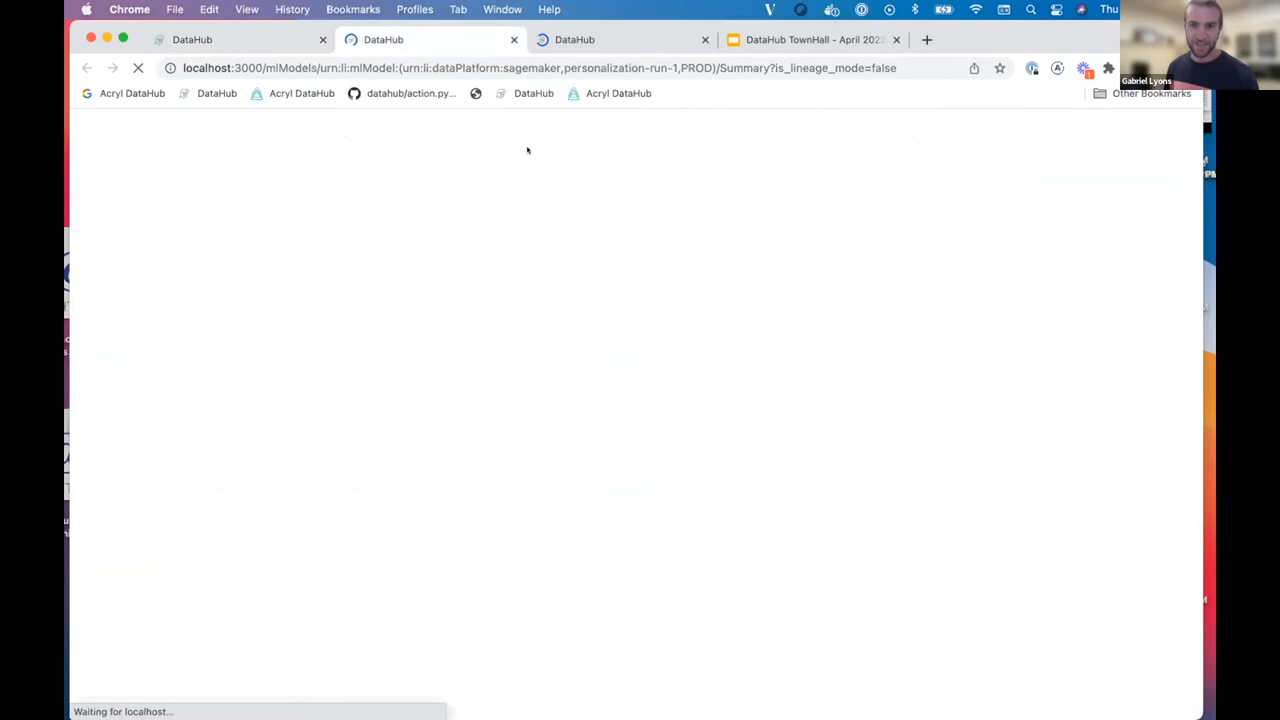 Chrome File Edit View History Bookmarks Profiles Tab Window Help Thu
DataHub DataHub DataHub DataHub TownHall - April 2022
localhost:3000/mlModels/urn:li:mlModel:(urn:li:dataPlatform:sagemaker,personalization-run-1,PROD)/Summary?is_lineage_mode=false
Gabriel Lyons
Acryl DataHub DataHub Acryl DataHub datahub/action.py... DataHub Acryl DataHub Other Bookmarks
Waiting for localhost...